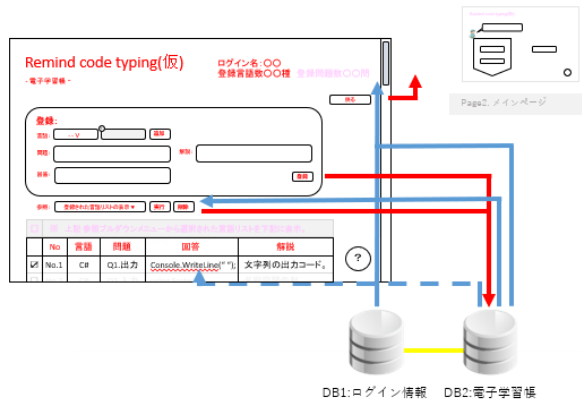 Remind code typing(仮)
- 電子学習帳 -
ログイン名:〇〇
登録言語数〇〇種 登録問題数〇〇問
戻る
登録:
言語:
-- V
追加
問題:
解説:
回答:
登録
参照:
登録された言語リストの表示▼
実行
削除
No 言語 問題 回答 解説
No.1 C# Q1.出力 Console.WriteLine(" "); 文字列の出力コード。
?
Page2. メインページ
DB1:ログイン情報
DB2:電子学習帳